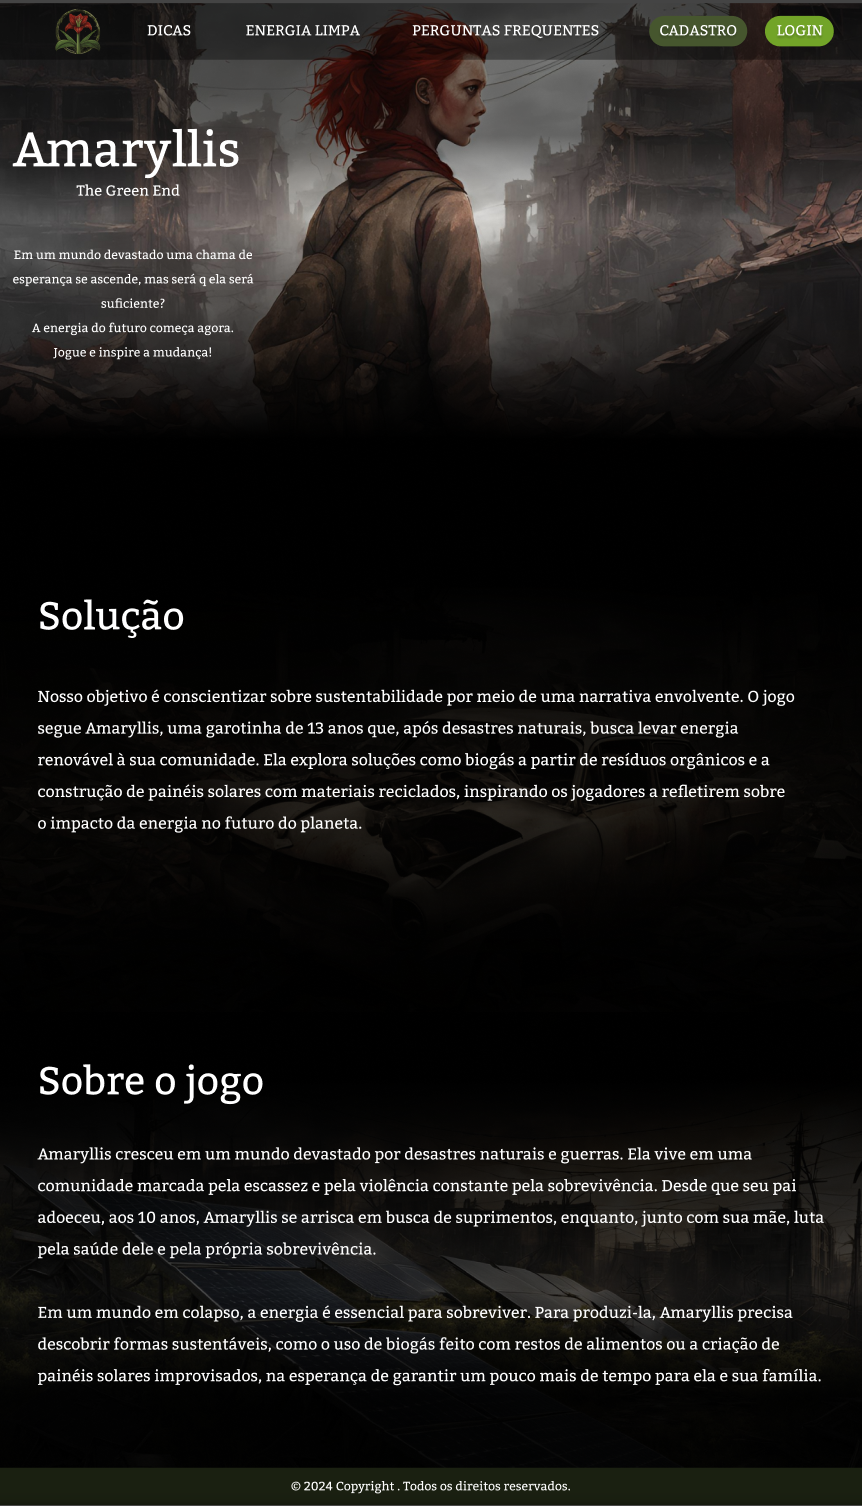 DICAS ENERGIA LIMPA PERGUNTAS FREQUENTES CADASTRO LOGIN
Amaryllis
The Green End
Em um mundo devastado uma chama de
esperança se ascende, mas será q ela será
suficiente?
A energia do futuro começa agora.
Jogue e inspire a mudança!
Solução
Nosso objetivo é conscientizar sobre sustentabilidade por meio de uma narrativa envolvente. O jogo
segue Amaryllis, uma garotinha de 13 anos que, após desastres naturais, busca levar energia
renovável à sua comunidade. Ela explora soluções como biogás a partir de resíduos orgânicos e a
construção de painéis solares com materiais reciclados, inspirando os jogadores a refletirem sobre
o impacto da energia no futuro do planeta.
Sobre o jogo
Amaryllis cresceu em um mundo devastado por desastres naturais e guerras. Ela vive em uma
comunidade marcada pela escassez e pela violência constante pela sobrevivência. Desde que seu pai
adoeceu, aos 10 anos, Amaryllis se arrisca em busca de suprimentos, enquanto, junto com sua mãe, luta
pela saúde dele e pela própria sobrevivência.
Em um mundo em colapso, a energia é essencial para sobreviver. Para produzi-la, Amaryllis precisa
descobrir formas sustentáveis, como o uso de biogás feito com restos de alimentos ou a criação de
painéis solares improvisados, na esperança de garantir um pouco mais de tempo para ela e sua família.
© 2024 Copyright . Todos os direitos reservados.